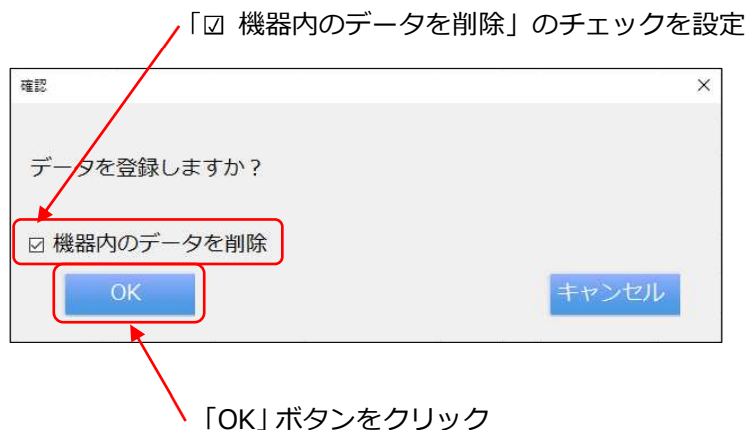 「☑ 機器内のデータを削除」のチェックを設定
確認
×
データを登録しますか？
☑ 機器内のデータを削除
OK
キャンセル
「OK」ボタンをクリック